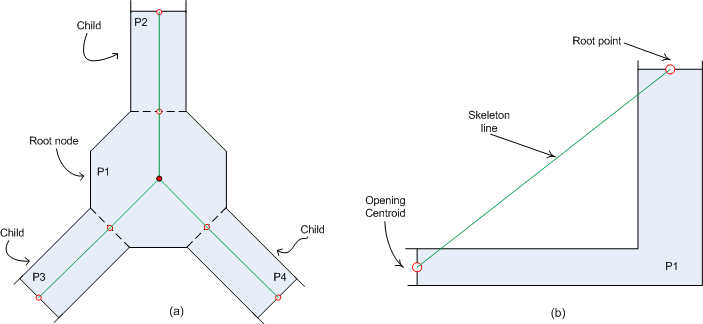 P2
Child
Root node
P1
Child
P3
Child
P4
(a)
Root point
Skeleton
line
Opening
Centroid
P1
(b)